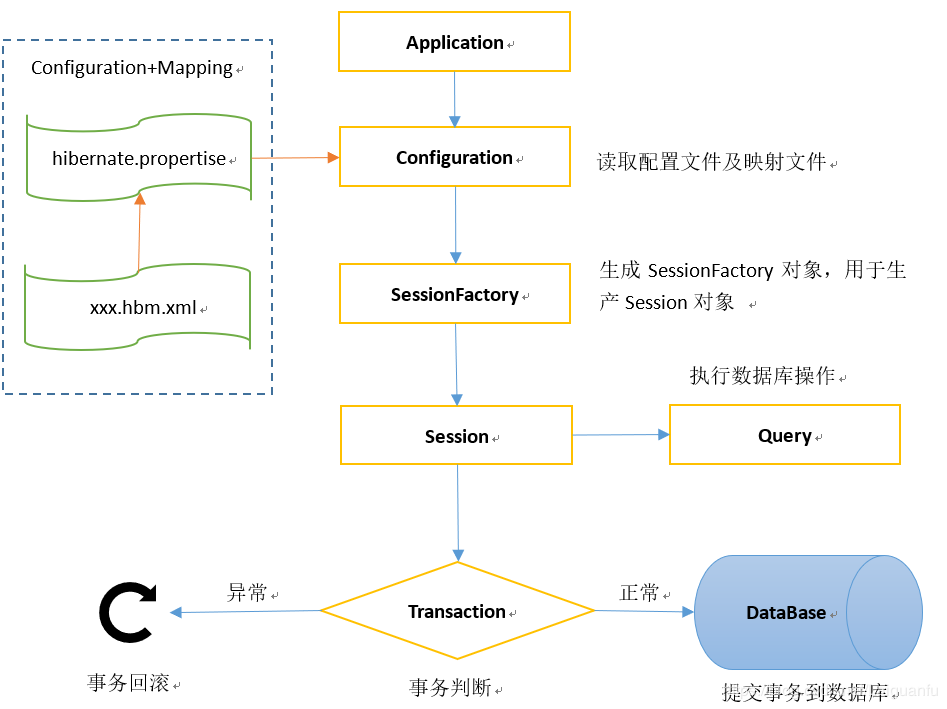 Application
Configuration+Mapping
hibernate.propertise
Configuration
读取配置文件及映射文件
xxx.hbm.xml
SessionFactory
生成 SessionFactory 对象，用于生
产 Session 对象
执行数据库操作
Session
Query
异常
正常
Transaction
DataBase
事务回滚
事务判断
提交事务到数据库